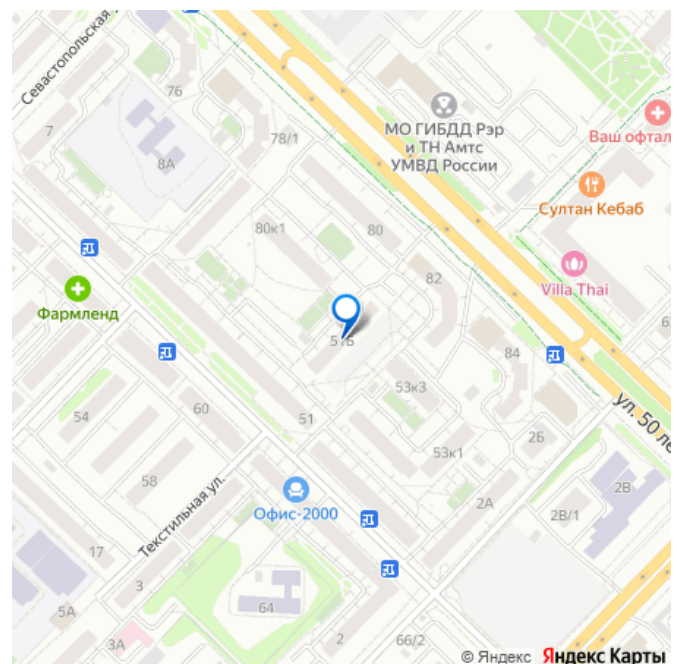 Севастопольская
76
7
8А
78/1
МО ГИБДД Рэр
и ТН Амтс
УМВД России
Ваш офтал
Султан Кебаб
80к1
80
Villa Thai
82
Фармленд
51Б
84
53к3
54
60
51
ул. 50 ле
2Б
53к1
58
Офис-2000
2А
2В
2В/1
Текстильная ул.
17
3
5А
64
3А
2
66/2
© Яндекс Яндекс Карты